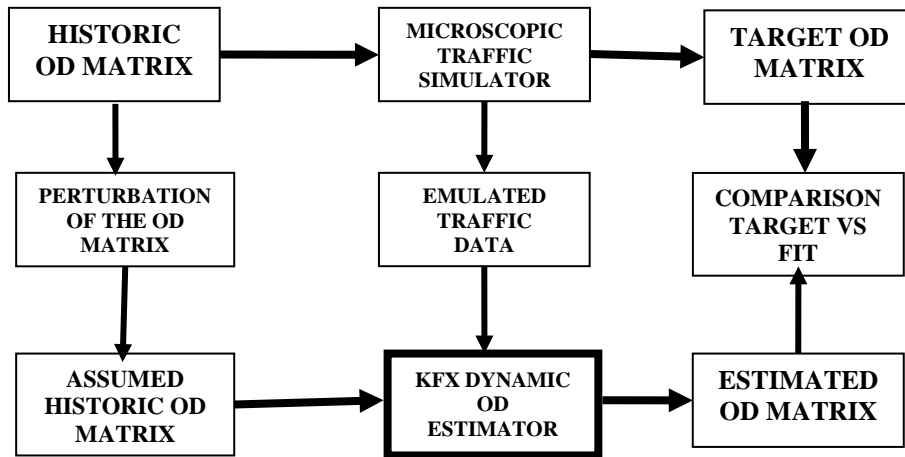 HISTORIC
OD MATRIX
MICROSCOPIC
TRAFFIC
SIMULATOR
TARGET OD
MATRIX
PERTURBATION
OF THE OD
MATRIX
EMULATED
TRAFFIC
DATA
COMPARISON
TARGET VS
FIT
ASSUMED
HISTORIC OD
MATRIX
KFX DYNAMIC
OD
ESTIMATOR
ESTIMATED
OD MATRIX